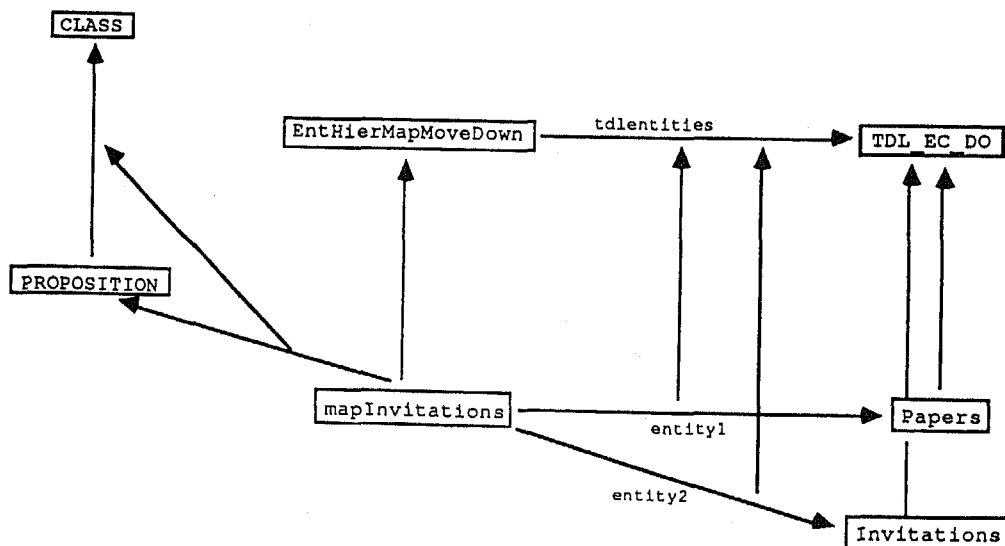 CLASS
tdlentities
EntHierMapMoveDown
TDL_EC_DO
PROPOSITION
mapInvitations
Papers
entity1
entity2
Invitations